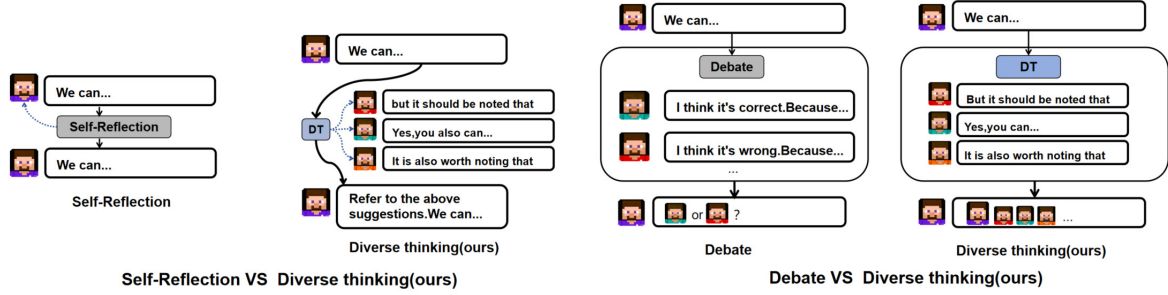 We can...
Self-Reflection
We can...
Self-Reflection
We can...
DT
but it should be noted that
Yes,you also can...
It is also worth noting that
Refer to the above
suggestions.We can...
Diverse thinking(ours)
Self-Reflection VS Diverse thinking(ours)
We can...
Debate
I think it's correct.Because...
I think it's wrong.Because...
...
or ?
Debate
We can...
DT
But it should be noted that
Yes,you can...
It is also worth noting that
...
Diverse thinking(ours)
Debate VS Diverse thinking(ours)